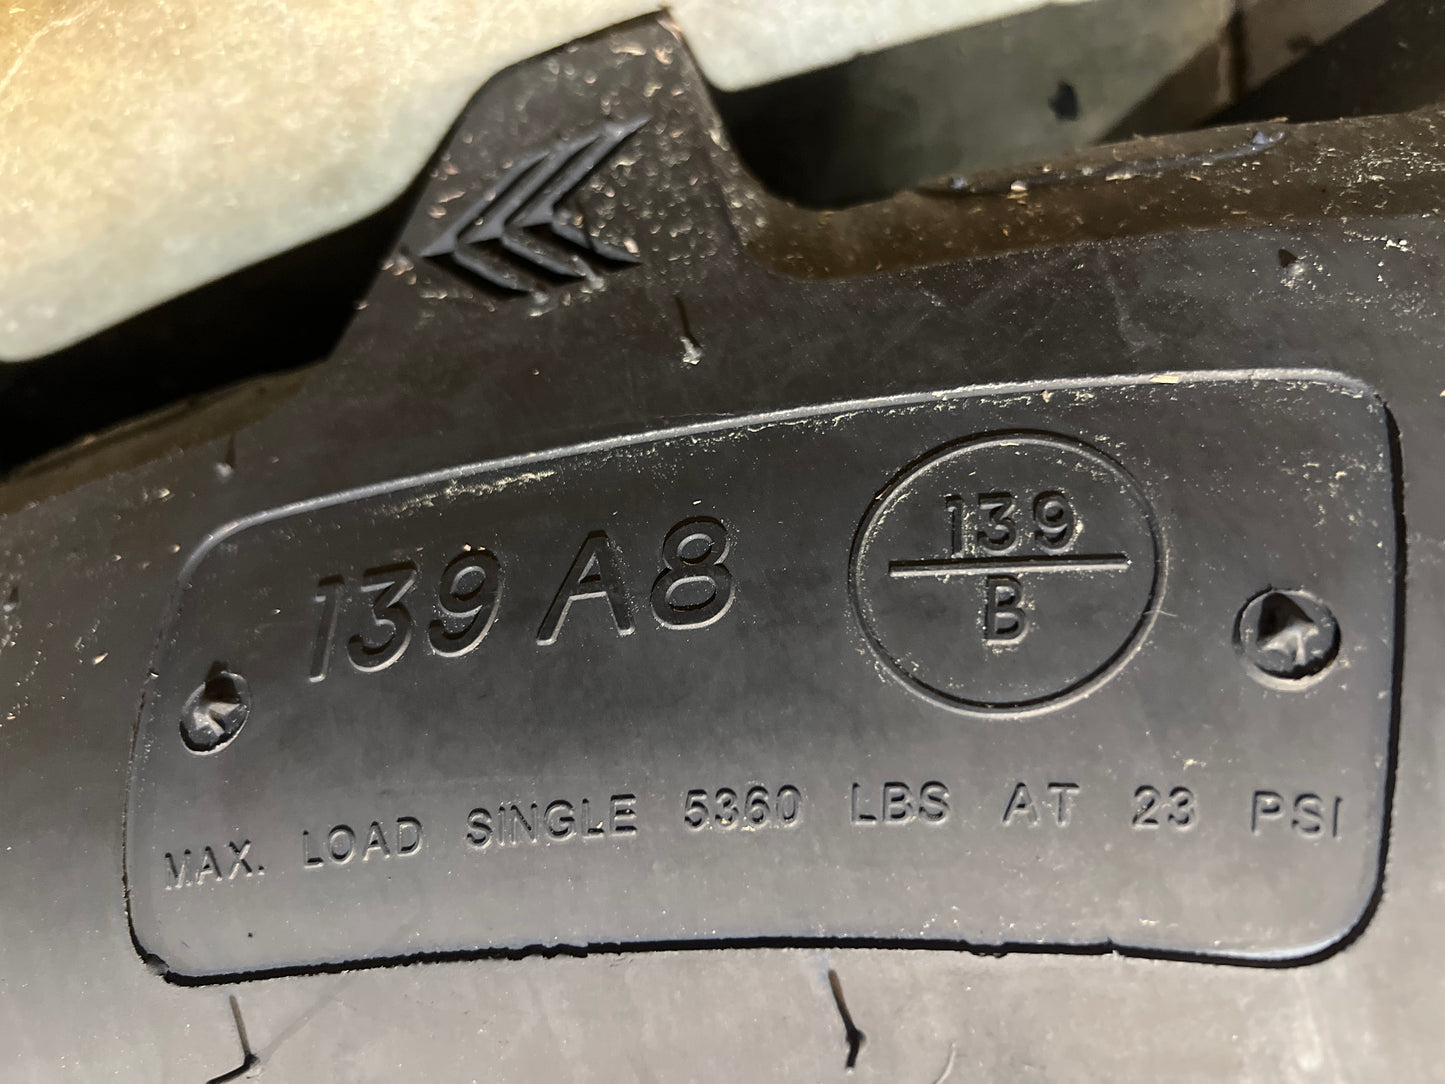 139 A8
139
B
MAX. LOAD SINGLE 5360 LBS AT 23 PSI